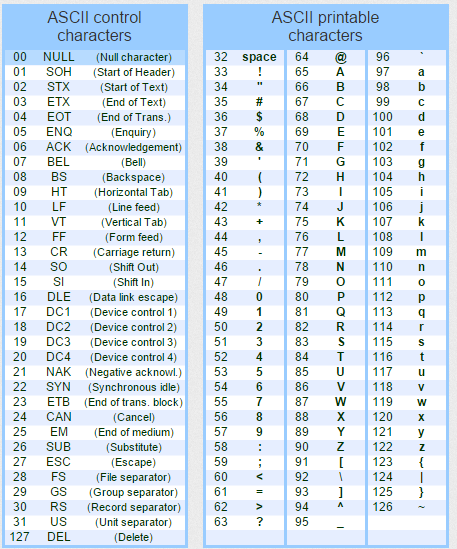 ASCII control
characters
00 NULL (Null character)
01 SOH (Start of Header)
02 STX (Start of Text)
03 ETX (End of Text)
04 EOT (End of Trans.)
05 ENQ (Enquiry)
06 ACK (Acknowledgement)
07 BEL (Bell)
08 BS (Backspace)
09 HT (Horizontal Tab)
10 LF (Line feed)
11 VT (Vertical Tab)
12 FF (Form feed)
13 CR (Carriage return)
14 SO (Shift Out)
15 SI (Shift In)
16 DLE (Data link escape)
17 DC1 (Device control 1)
18 DC2 (Device control 2)
19 DC3 (Device control 3)
20 DC4 (Device control 4)
21 NAK (Negative acknowl.)
22 SYN (Synchronous idle)
23 ETB (End of trans. block)
24 CAN (Cancel)
25 EM (End of medium)
26 SUB (Substitute)
27 ESC (Escape)
28 FS (File separator)
29 GS (Group separator)
30 RS (Record separator)
31 US (Unit separator)
127 DEL (Delete)
ASCII printable
characters
32 space 64 @ 96 `
33 ! 65 A 97 a
34 " 66 B 98 b
35 # 67 C 99 c
36 $ 68 D 100 d
37 % 69 E 101 e
38 & 70 F 102 f
39 ' 71 G 103 g
40 ( 72 H 104 h
41 ) 73 I 105 i
42 * 74 J 106 j
43 + 75 K 107 k
44 , 76 L 108 l
45 - 77 M 109 m
46 . 78 N 110 n
47 / 79 O 111 o
48 0 80 P 112 p
49 1 81 Q 113 q
50 2 82 R 114 r
51 3 83 S 115 s
52 4 84 T 116 t
53 5 85 U 117 u
54 6 86 V 118 v
55 7 87 W 119 w
56 8 88 X 120 x
57 9 89 Y 121 y
58 : 90 Z 122 z
59 ; 91 [ 123 {
60 < 92 \ 124 |
61 = 93 ] 125 }
62 > 94 ^ 126 ~
63 ? 95 _